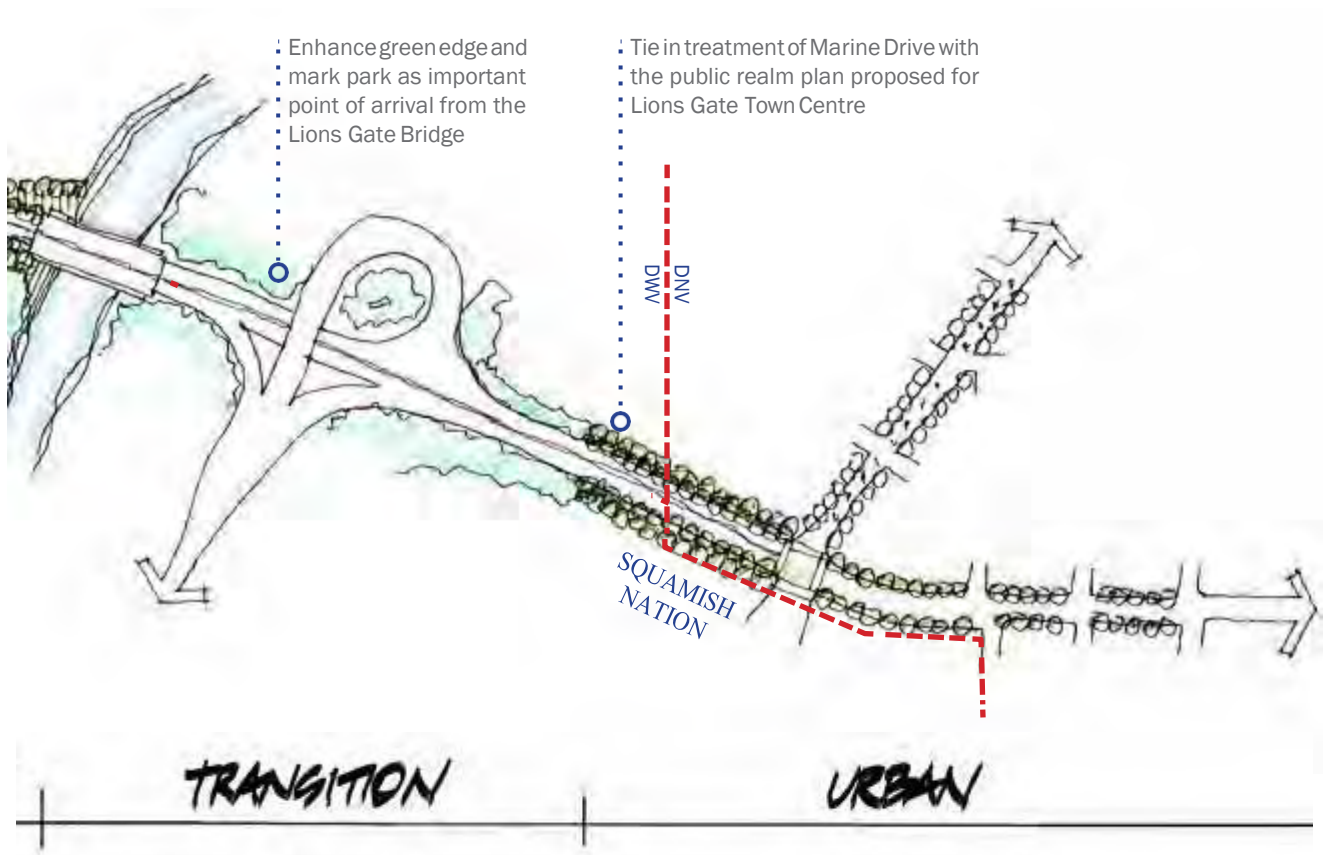 Enhance green edge and
mark park as important
point of arrival from the
Lions Gate Bridge
Tie in treatment of Marine Drive with
the public realm plan proposed for
Lions Gate Town Centre
DWV
DNV
SQUAMISH
NATION
TRANSITION
URBAN